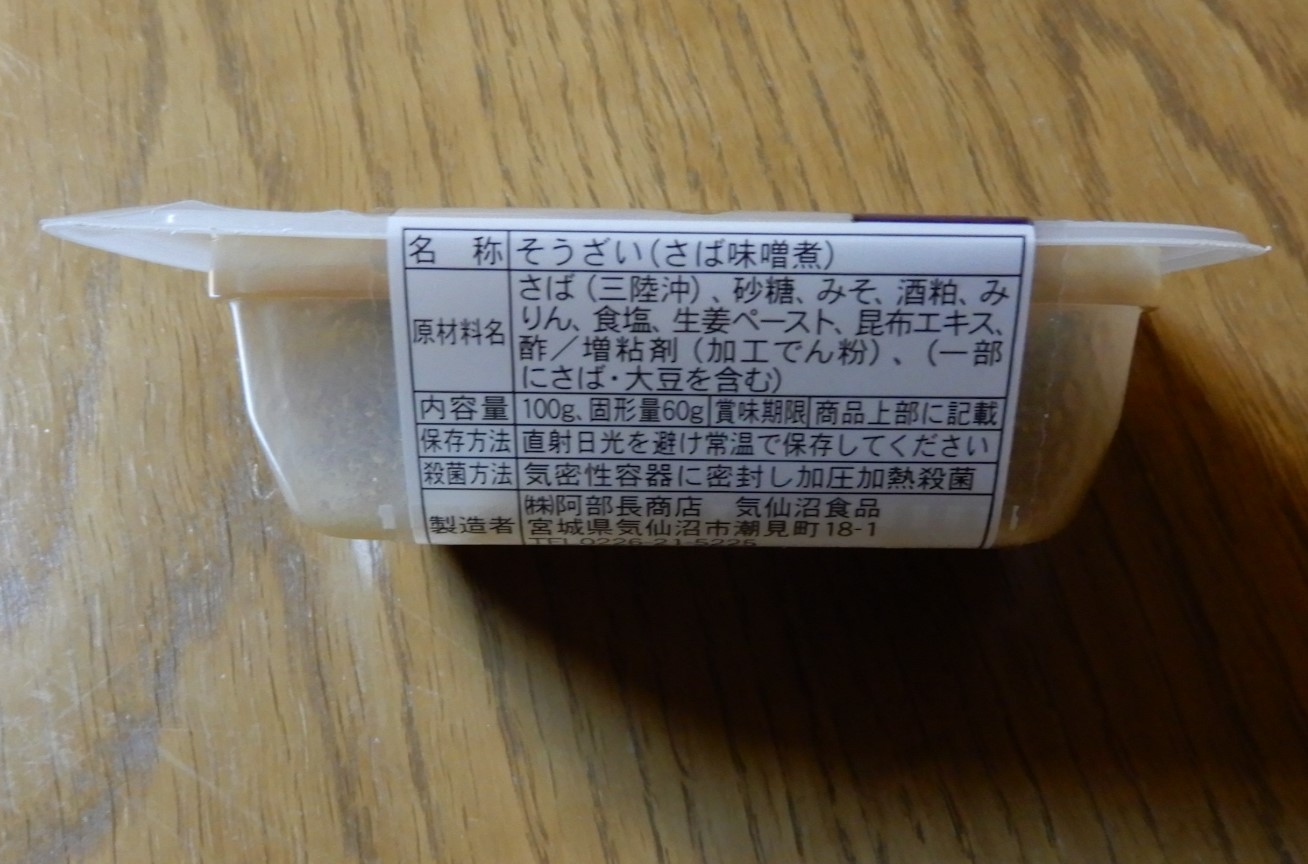 名　称 そうざい（さば味噌煮）
原材料名 さば（三陸沖）、砂糖、みそ、酒粕、み
りん、食塩、生姜ペースト、昆布エキス、
酢／増粘剤（加工でん粉）、（一部
にさば・大豆を含む）
内容量 100g、固形量60g 賞味期限 商品上部に記載
保存方法 直射日光を避け常温で保存してください
殺菌方法 気密性容器に密封し加圧加熱殺菌
製造者 ㈱阿部長商店　気仙沼食品
宮城県気仙沼市潮見町18-1
TEL 0226-21-5225